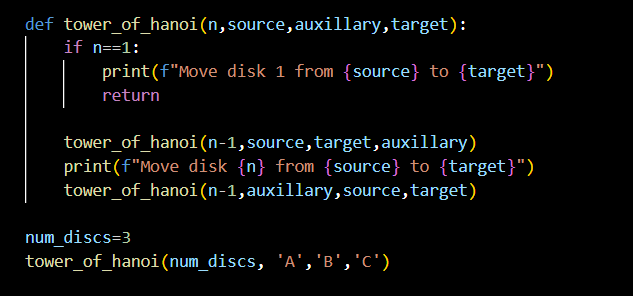 def tower_of_hanoi(n,source,auxillary,target):
    if n==1:
        print(f"Move disk 1 from {source} to {target}")
        return

    tower_of_hanoi(n-1,source,target,auxillary)
    print(f"Move disk {n} from {source} to {target}")
    tower_of_hanoi(n-1,auxillary,source,target)

num_discs=3
tower_of_hanoi(num_discs, 'A','B','C')